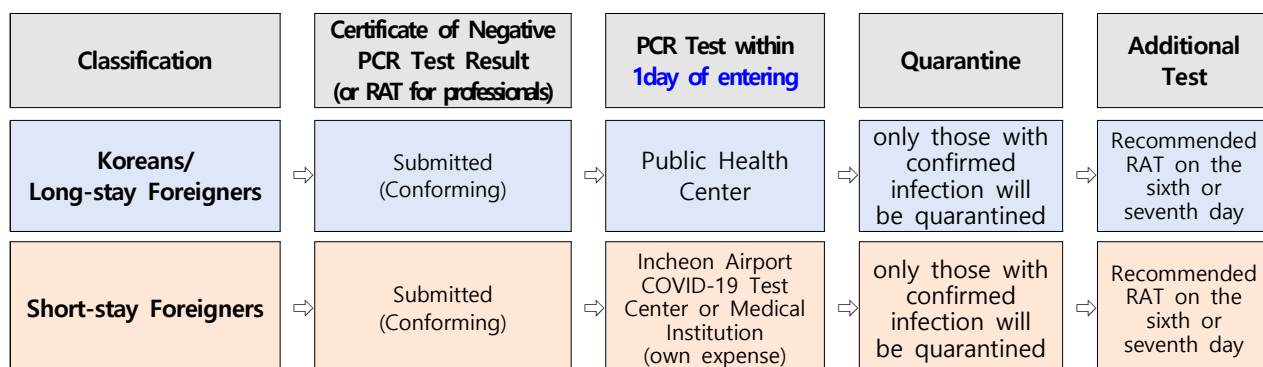 Classification
Certificate of Negative
PCR Test Result
(or RAT for professionals)
PCR Test within
1day of entering
Quarantine
Additional
Test
Koreans/
Long-stay Foreigners
⇨
Submitted
(Conforming)
⇨
Public Health
Center
⇨
only those with
confirmed
infection will
be quarantined
⇨
Recommended
RAT on the
sixth or
seventh day
Short-stay Foreigners
⇨
Submitted
(Conforming)
⇨
Incheon Airport
COVID-19 Test
Center or Medical
Institution
(own expense)
⇨
only those with
confirmed
infection will
be quarantined
⇨
Recommended
RAT on the
sixth or
seventh day